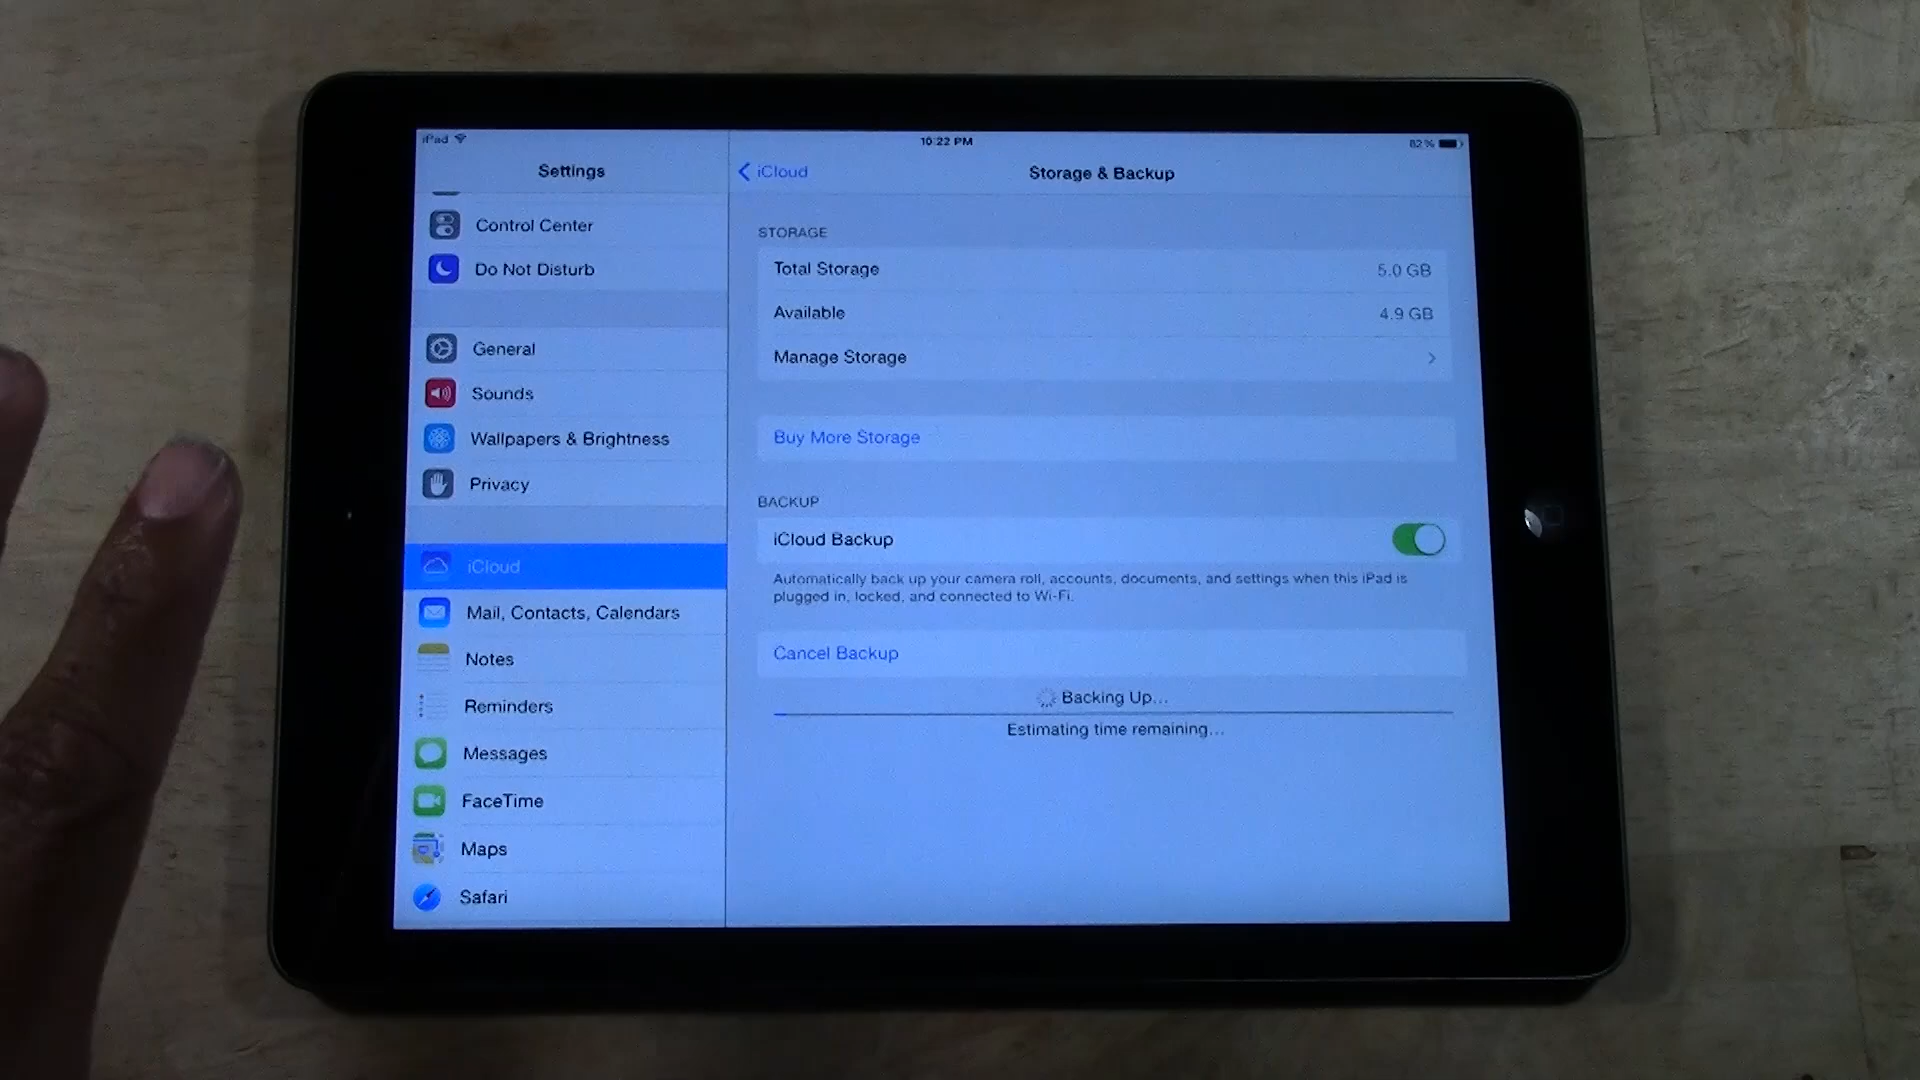 iPad
10:22 PM
82%
Settings
Control Center
Do Not Disturb
General
Sounds
Wallpapers & Brightness
Privacy
iCloud
Mail, Contacts, Calendars
Notes
Reminders
Messages
FaceTime
Maps
Safari
iCloud
Storage & Backup
STORAGE
Total Storage 5.0 GB
Available 4.9 GB
Manage Storage
Buy More Storage
BACKUP
iCloud Backup
Automatically back up your camera roll, accounts, documents, and settings when this iPad is
plugged in, locked, and connected to Wi-Fi.
Cancel Backup
Backing Up...
Estimating time remaining...